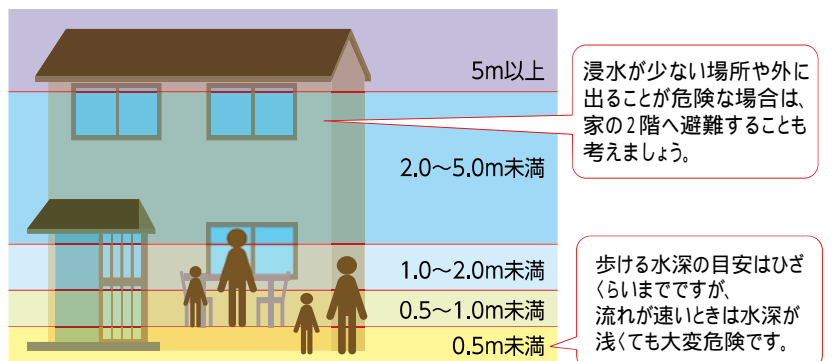 5m以上
浸水が少ない場所や外に
出ることが危険な場合は、
家の2階へ避難することも
考えましょう。
2.0〜5.0m未満
1.0〜2.0m未満
0.5〜1.0m未満
0.5m未満
歩ける水深の目安はひざ
くらいまでですが、
流れが速いときは水深が
浅くても大変危険です。